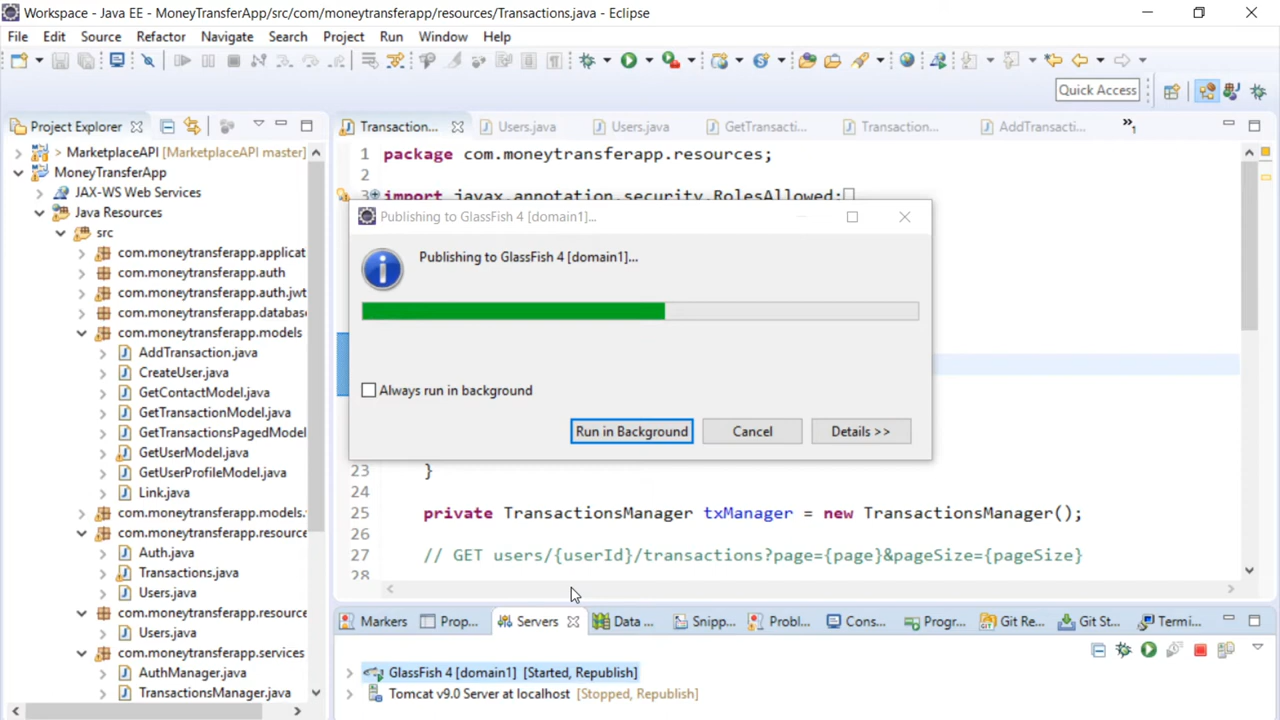 Workspace - Java EE - MoneyTransferApp/src/com/moneytransferapp/resources/Transactions.java - Eclipse
File Edit Source Refactor Navigate Search Project Run Window Help
Quick Access
Project Explorer
Transaction... Users.java Users.java GetTransacti... Transaction... AddTransacti... »1
> MarketplaceAPI [MarketplaceAPI master]
MoneyTransferApp
JAX-WS Web Services
Java Resources
src
com.moneytransferapp.applicat
com.moneytransferapp.auth
com.moneytransferapp.auth.jwt
com.moneytransferapp.databas
com.moneytransferapp.models
AddTransaction.java
CreateUser.java
GetContactModel.java
GetTransactionModel.java
GetTransactionsPagedModel
GetUserModel.java
GetUserProfileModel.java
Link.java
com.moneytransferapp.models.
com.moneytransferapp.resource
Auth.java
Transactions.java
Users.java
com.moneytransferapp.resource
Users.java
com.moneytransferapp.services
AuthManager.java
TransactionsManager.java
1 package com.moneytransferapp.resources;
2
3 import javax.annotation.security.RolesAllowed;
Publishing to GlassFish 4 [domain1]...
Publishing to GlassFish 4 [domain1]...
Always run in background
Run in Background Cancel Details >>
23 }
24
25 private TransactionsManager txManager = new TransactionsManager();
26
27 // GET users/{userId}/transactions?page={page}&pageSize={pageSize}
28
Markers Prop... Servers Data ... Snipp... Probl... Cons... Progr... Git Re... Git St... Termi...
GlassFish 4 [domain1] [Started, Republish]
Tomcat v9.0 Server at localhost [Stopped, Republish]